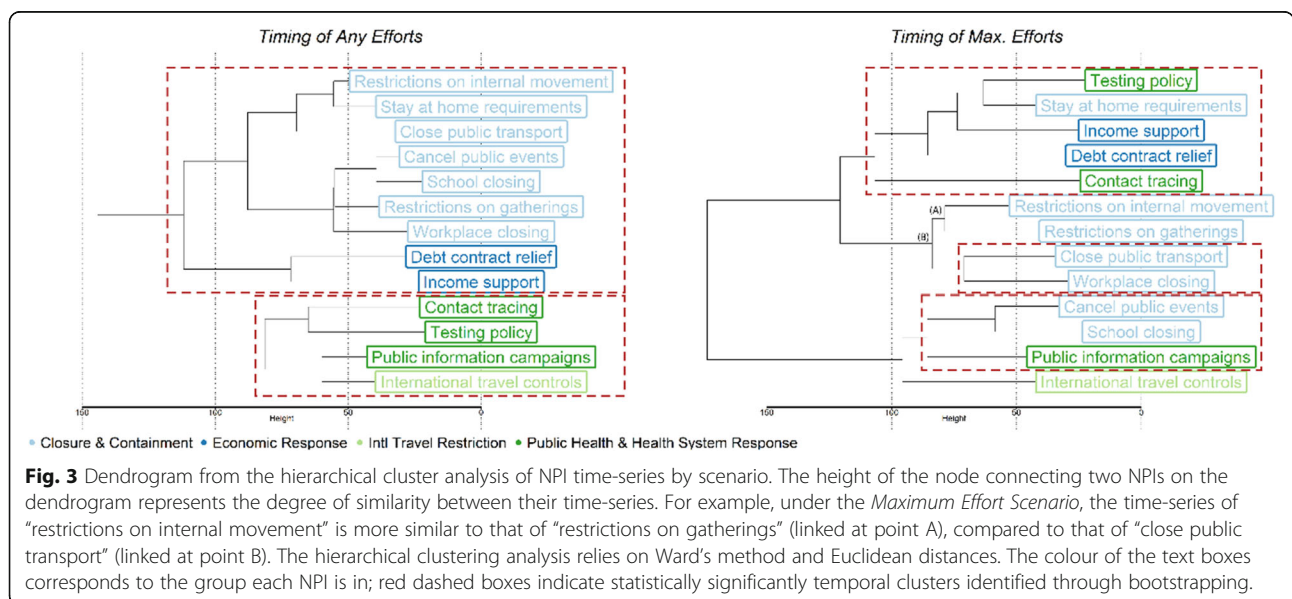 Timing of Any Efforts
Restrictions on internal movement
Stay at home requirements
Close public transport
Cancel public events
School closing
Restrictions on gatherings
Workplace closing
Debt contract relief
Income support
Contact tracing
Testing policy
Public information campaigns
International travel controls
150 100 50 0
Height
Timing of Max. Efforts
Testing policy
Stay at home requirements
Income support
Debt contract relief
Contact tracing
(A)
Restrictions on internal movement
(B)
Restrictions on gatherings
Close public transport
Workplace closing
Cancel public events
School closing
Public information campaigns
International travel controls
150 100 50 0
Height
Closure & Containment Economic Response Intl Travel Restriction Public Health & Health System Response
Fig. 3 Dendrogram from the hierarchical cluster analysis of NPI time-series by scenario. The height of the node connecting two NPIs on the
dendrogram represents the degree of similarity between their time-series. For example, under the Maximum Effort Scenario, the time-series of
“restrictions on internal movement” is more similar to that of “restrictions on gatherings” (linked at point A), compared to that of “close public
transport” (linked at point B). The hierarchical clustering analysis relies on Ward’s method and Euclidean distances. The colour of the text boxes
corresponds to the group each NPI is in; red dashed boxes indicate statistically significantly temporal clusters identified through bootstrapping.